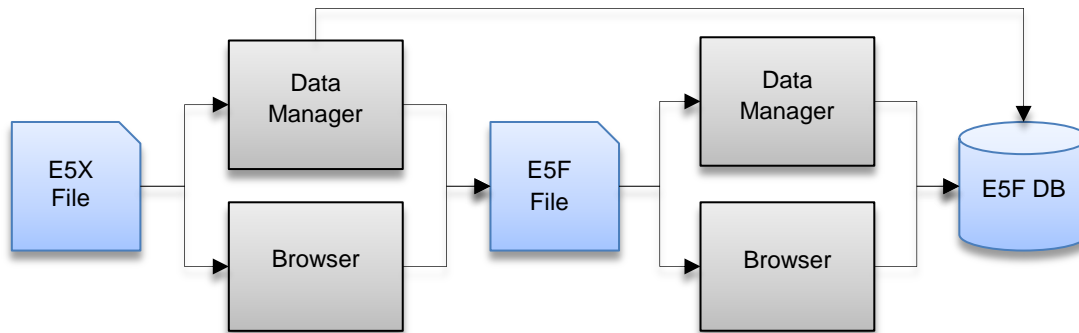 E5X
File
Data
Manager
Browser
E5F
File
Data
Manager
Browser
E5F DB